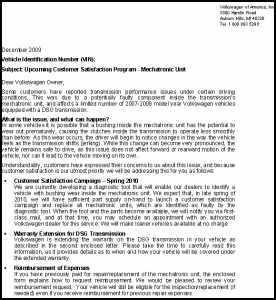 Volkswagen of America, Inc
3800 Hamlin Road
Auburn Hills, MI 48326
Tel 1 800 893 5298
December 2009
Vehicle Identification Number (VIN):
Subject: Upcoming Customer Satisfaction Program - Mechatronic Unit
Dear Volkswagen Owner,
Some customers have reported transmission performance issues under certain driving
conditions. This was due to a potentially faulty component inside the transmission's
mechatronic unit, and affects a limited number of 2007-2009 model year Volkswagen vehicles
equipped with a DSG transmission.
What is the issue, and what can happen?
In some vehicles it is possible that a bushing inside the mechatronic unit has the potential to
wear out prematurely, causing the clutches inside the transmission to operate less smoothly
than before. As this wear occurs, the driver will begin to notice changes in the way the vehicle
feels as the transmission shifts (jerking). While this change can become very pronounced, the
vehicle remains safe to drive, as this issue does not affect forward or rearward motion of the
vehicle, nor can it lead to the vehicle moving on its own.
Understandably, customers have expressed their concerns to us about this issue, and because
customer satisfaction is our utmost priority we will be addressing this for you as follows:
• Customer Satisfaction Campaign – Spring 2010
We are currently developing a diagnostic tool that will enable our dealers to identify a
vehicle with bushing wear inside the mechatronic unit. We expect that, in late spring of
2010, we will have sufficient part supply on-hand to launch a customer satisfaction
campaign and replace all mechatronic units, which are identified as faulty by the
diagnostic tool. When the tool and the parts become available, we will notify you via first-
class mail, and at that time, you may schedule an appointment with an authorized
Volkswagen dealer for this service. We will make loaner vehicles available at no charge.
• Warranty Extension for DSG Transmission
Volkswagen is extending the warranty on the DSG transmission in your vehicle as
described in the second enclosed letter. Please take the time to carefully read this
information, as it provides details as to when and how your vehicle will be covered under
the extended warranty.
• Reimbursement of Expenses
If you have previously paid for repair/replacement of the mechatronic unit, the enclosed
form explains how to request reimbursement. We would be pleased to review your
reimbursement request. Your vehicle will still be eligible for the inspection/replacement (if
needed) even if you receive reimbursement for previous repair expenses.